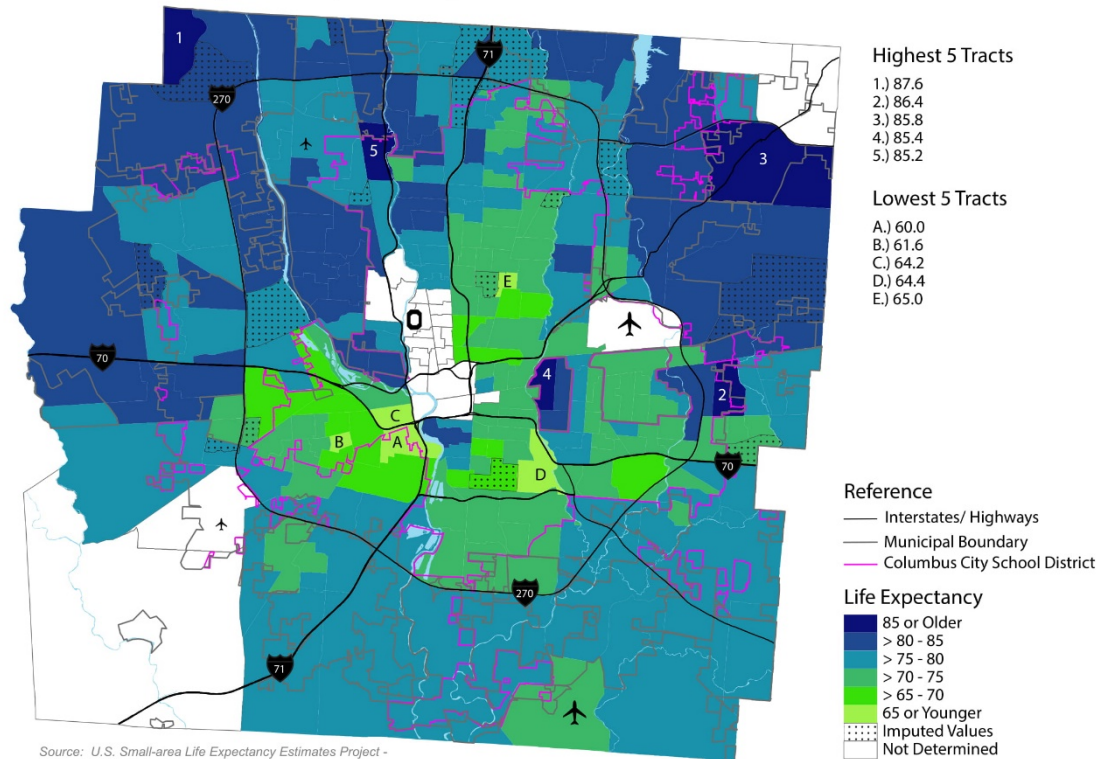 1
71
270
5
3
E
70
4
2
C
B
A
D
70
270
71
Highest 5 Tracts
1.) 87.6
2.) 86.4
3.) 85.8
4.) 85.4
5.) 85.2
Lowest 5 Tracts
A.) 60.0
B.) 61.6
C.) 64.2
D.) 64.4
E.) 65.0
Reference
Interstates/ Highways
Municipal Boundary
Columbus City School District
Life Expectancy
85 or Older
> 80 - 85
> 75 - 80
> 70 - 75
> 65 - 70
65 or Younger
Imputed Values
Not Determined
Source: U.S. Small-area Life Expectancy Estimates Project -